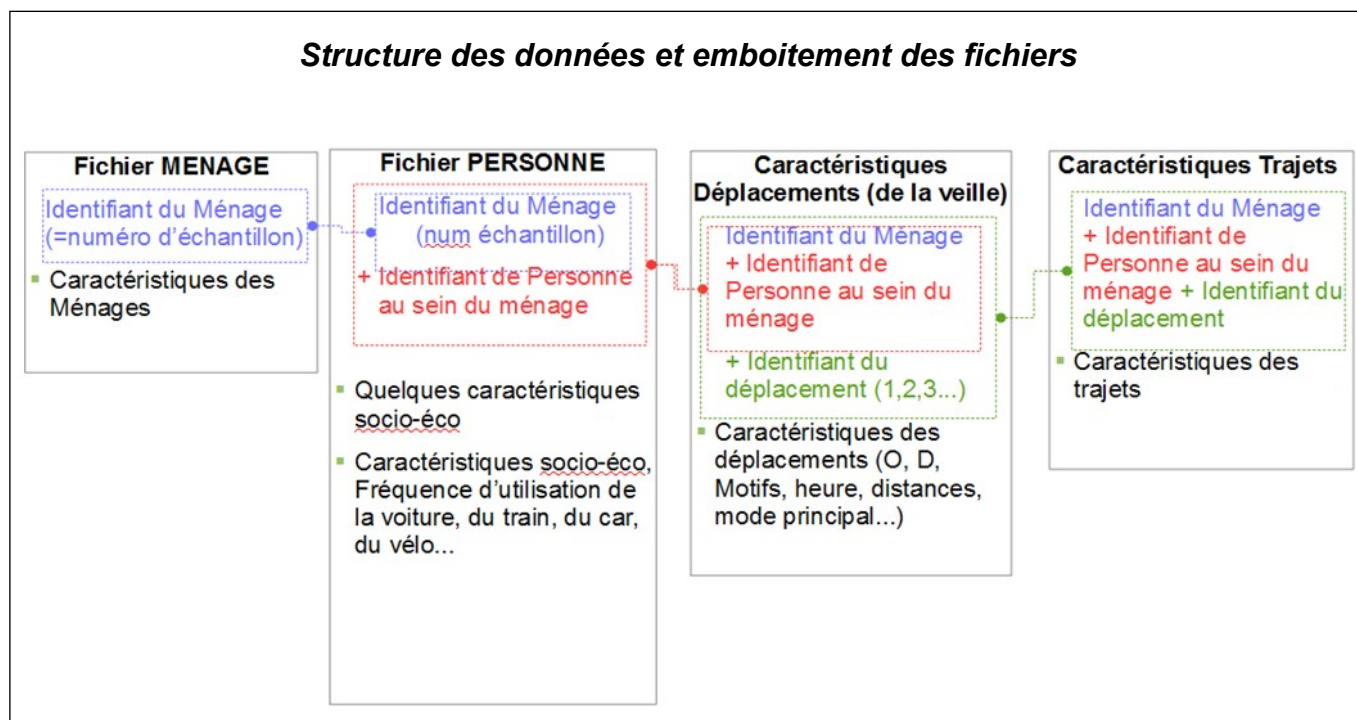 Structure des données et emboitement des fichiers
Fichier MENAGE
Identifiant du Ménage
(=numéro d'échantillon)
▪ Caractéristiques des
Ménages
Fichier PERSONNE
Identifiant du Ménage
(num échantillon)
+ Identifiant de Personne
au sein du ménage
▪ Quelques caractéristiques
socio-éco
▪ Caractéristiques socio-éco,
Fréquence d'utilisation de
la voiture, du train, du car,
du vélo...
Caractéristiques
Déplacements (de la veille)
Identifiant du Ménage
+ Identifiant de
Personne au sein du
ménage
+ Identifiant du
déplacement (1,2,3...)
▪ Caractéristiques des
déplacements (O, D,
Motifs, heure, distances,
mode principal...)
Caractéristiques Trajets
Identifiant du Ménage
+ Identifiant de
Personne au sein du
ménage + Identifiant du
déplacement
▪ Caractéristiques des
trajets